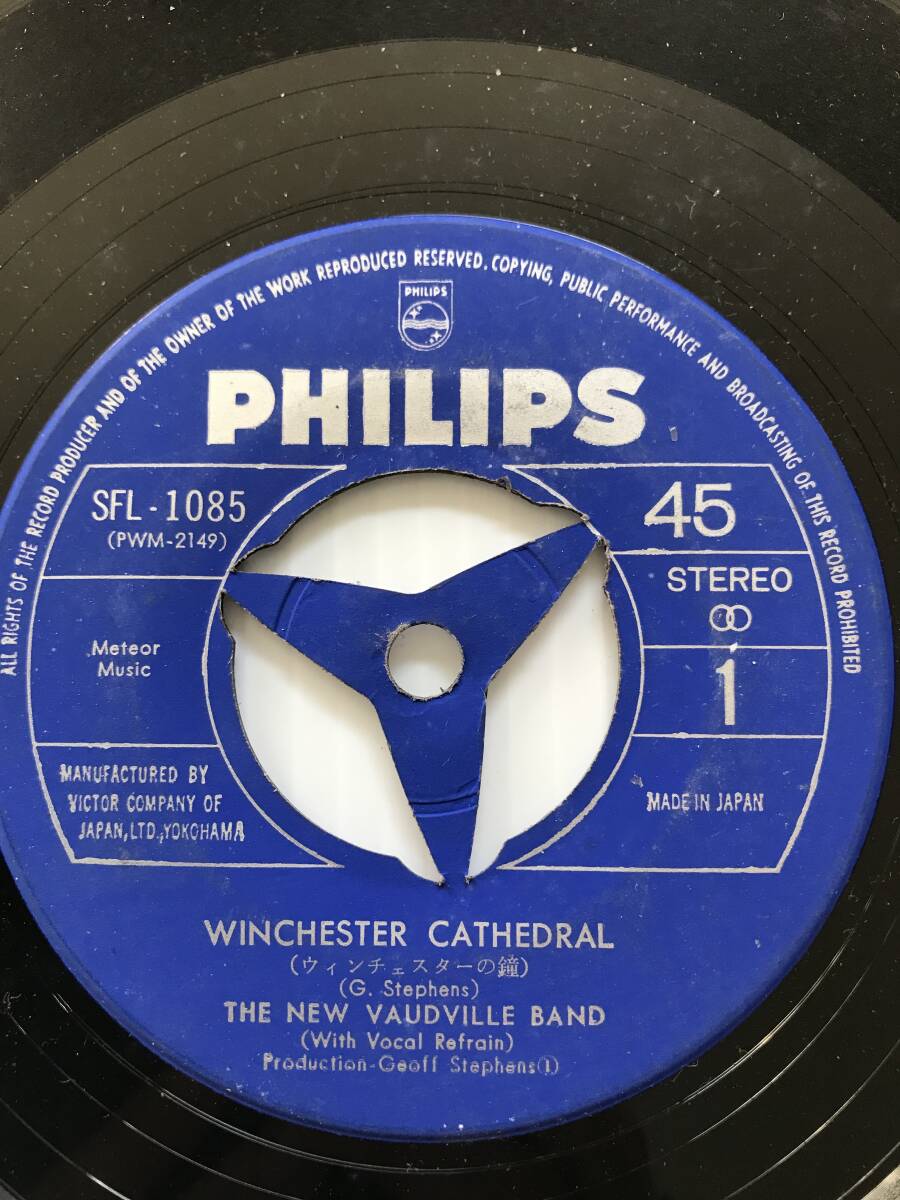 ALL RIGHTS OF THE RECORD PRODUCER AND OF THE OWNER OF THE WORK REPRODUCED RESERVED. COPYING, PUBLIC PERFORMANCE AND BROADCASTING OF THIS RECORD PROHIBITED
PHILIPS
PHILIPS
SFL-1085
(PWM-2149)
45
STEREO
1
Meteor
Music
MANUFACTURED BY
VICTOR COMPANY OF
JAPAN,LTD.,YOKOHAMA
MADE IN JAPAN
WINCHESTER CATHEDRAL
(ウィンチェスターの鐘)
(G. Stephens)
THE NEW VAUDVILLE BAND
(With Vocal Refrain)
Production-Geoff Stephens①